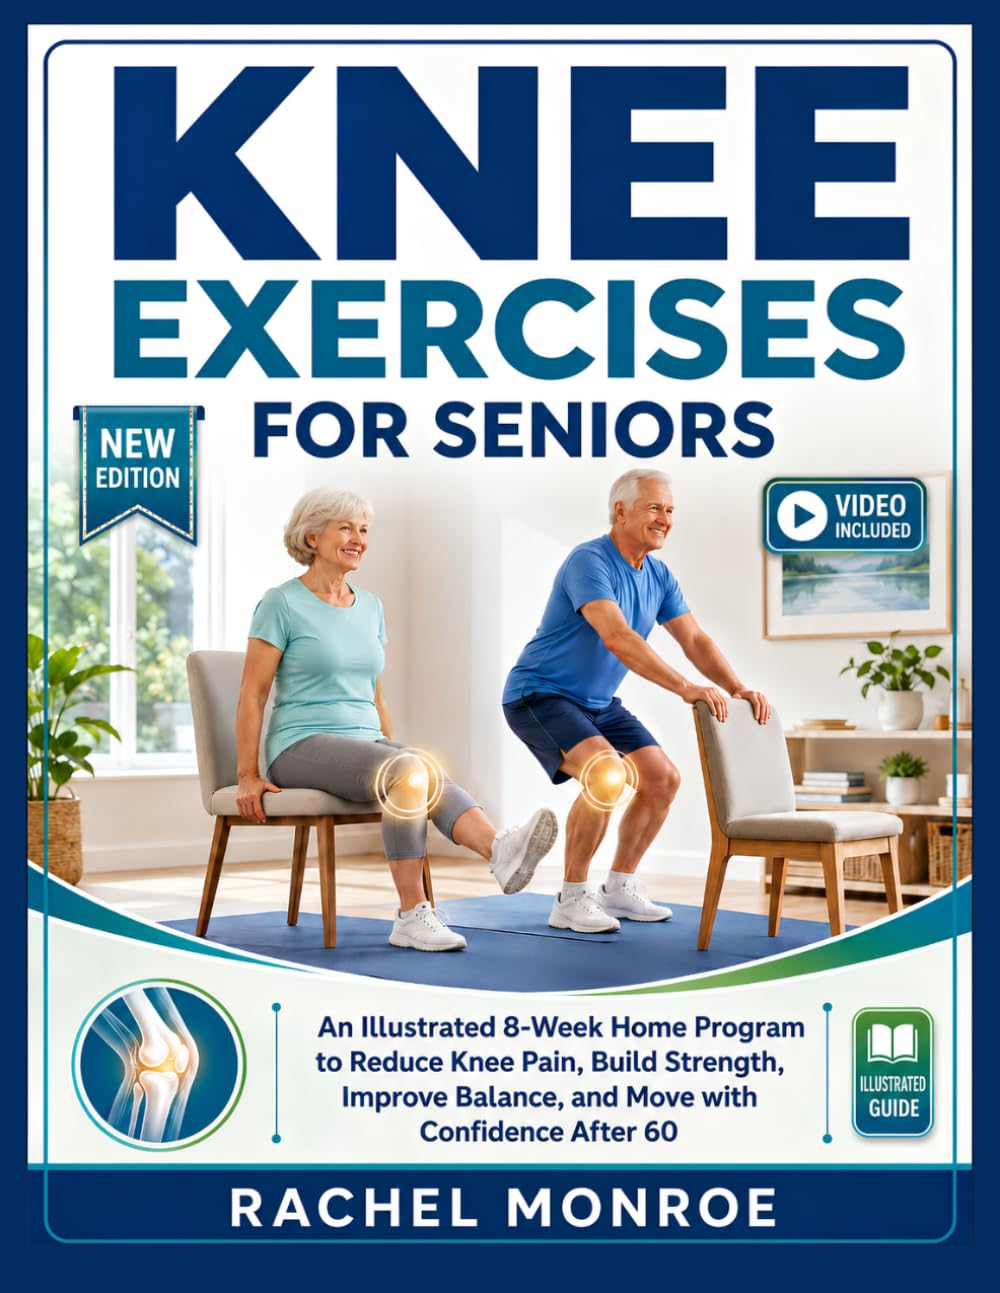 KNEE
EXERCISES
FOR SENIORS
NEW
EDITION
VIDEO
INCLUDED
An Illustrated 8-Week Home Program
to Reduce Knee Pain, Build Strength,
Improve Balance, and Move with
Confidence After 60
ILLUSTRATED
GUIDE
RACHEL MONROE